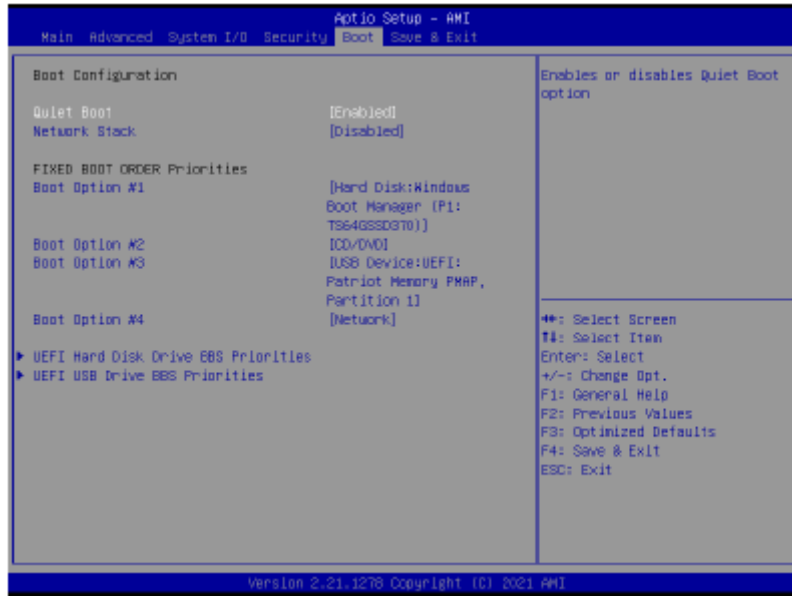 Aptio Setup - AMI
Main Advanced System I/O Security Boot Save & Exit
Boot Configuration
Quiet Boot [Enabled]
Network Stack [Disabled]
FIXED BOOT ORDER Priorities
Boot Option #1 [Hard Disk:Windows
Boot Manager (P1:
TS64GSSD370)]
Boot Option #2 [CD/DVD]
Boot Option #3 [USB Device:UEFI:
Patriot Memory PMAP,
Partition 1]
Boot Option #4 [Network]
UEFI Hard Disk Drive BBS Priorities
UEFI USB Drive BBS Priorities
Enables or disables Quiet Boot
option
→←: Select Screen
↑↓: Select Item
Enter: Select
+/-: Change Opt.
F1: General Help
F2: Previous Values
F3: Optimized Defaults
F4: Save & Exit
ESC: Exit
Version 2.21.1278 Copyright (C) 2021 AMI